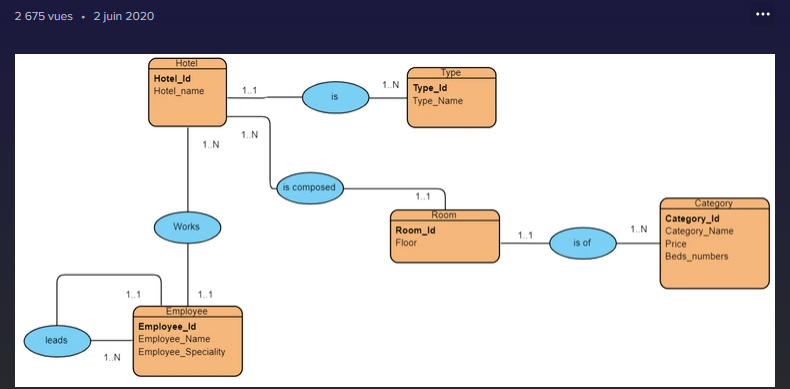 2 675 vues • 2 juin 2020
Hotel
Hotel_Id
Hotel_name
1..1
is
1..N
Type
Type_Id
Type_Name
1..N
1..N
is composed
1..1
Room
Room_Id
Floor
1..1
is of
1..N
Category
Category_Id
Category_Name
Price
Beds_numbers
Works
1..1
1..1
Employee
Employee_Id
Employee_Name
Employee_Speciality
leads
1..N